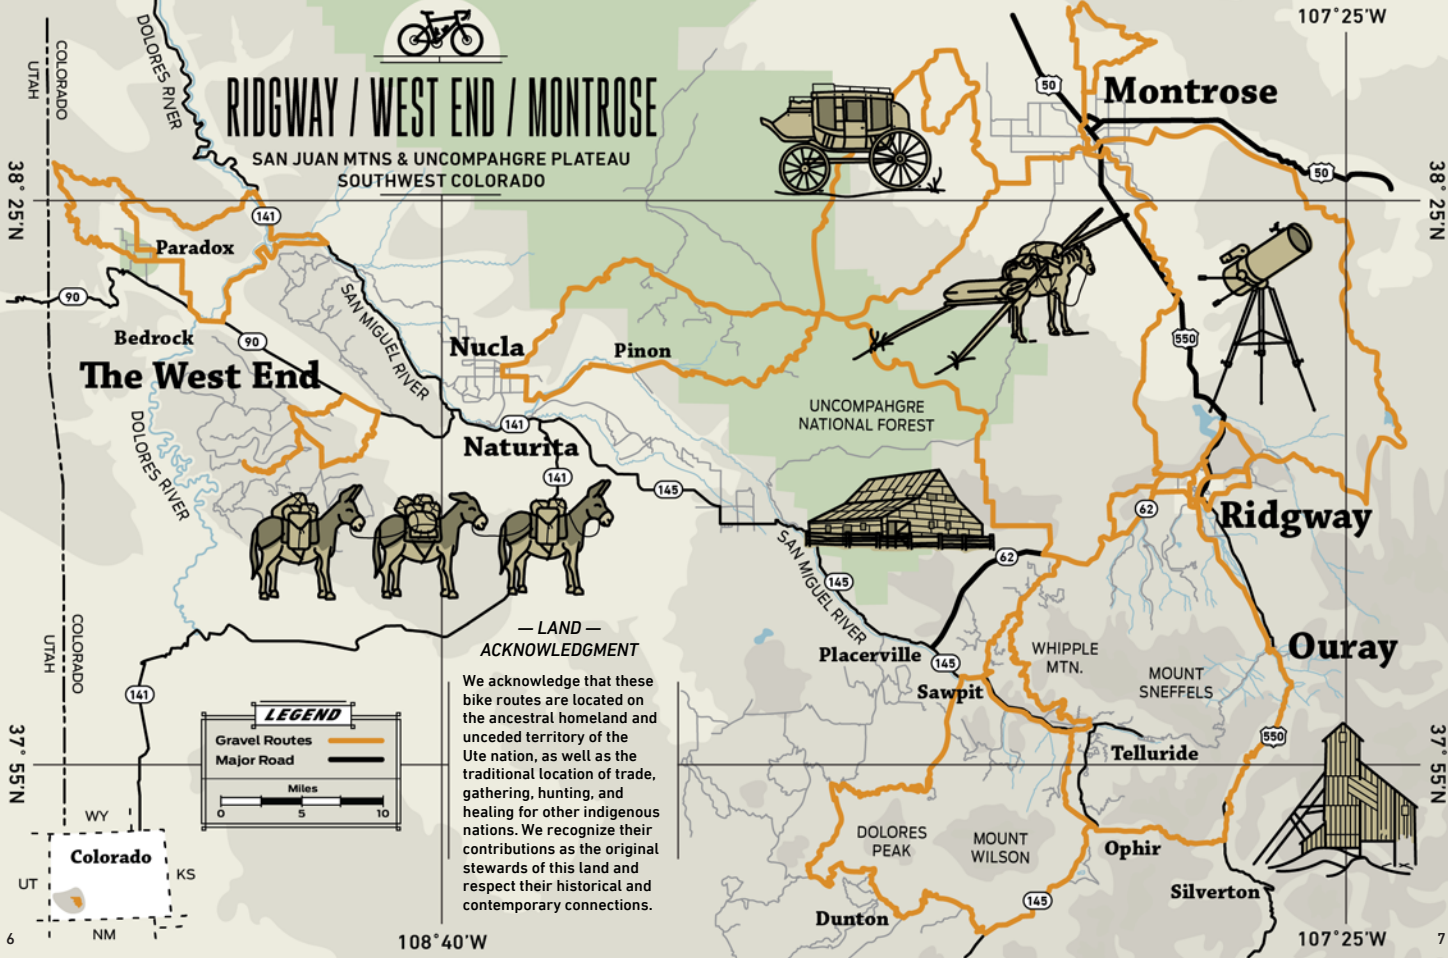 RIDGWAY / WEST END / MONTROSE
SAN JUAN MTNS & UNCOMPAHGRE PLATEAU
SOUTHWEST COLORADO
107°25'W
DOLORES RIVER
COLORADO
UTAH
50
Montrose
50
38° 25'N
38° 25'N
141
Paradox
90
SAN MIGUEL RIVER
Bedrock
90
550
Nucla
Pinon
The West End
UNCOMPAHGRE
NATIONAL FOREST
DOLORES RIVER
141
Naturita
141
145
62
Ridgway
SAN MIGUEL RIVER
62
145
COLORADO
UTAH
— LAND —
ACKNOWLEDGMENT
We acknowledge that these
bike routes are located on
the ancestral homeland and
unceded territory of the
Ute nation, as well as the
traditional location of trade,
gathering, hunting, and
healing for other indigenous
nations. We recognize their
contributions as the original
stewards of this land and
respect their historical and
contemporary connections.
Placerville
145
Sawpit
WHIPPLE
MTN.
MOUNT
SNEFFELS
Ouray
141
LEGEND
Gravel Routes
Major Road
Miles
0 5 10
550
Telluride
37° 55'N
37° 55'N
WY
Colorado
UT
KS
NM
DOLORES
PEAK
MOUNT
WILSON
Ophir
Silverton
145
Dunton
6
108°40'W
107°25'W
7